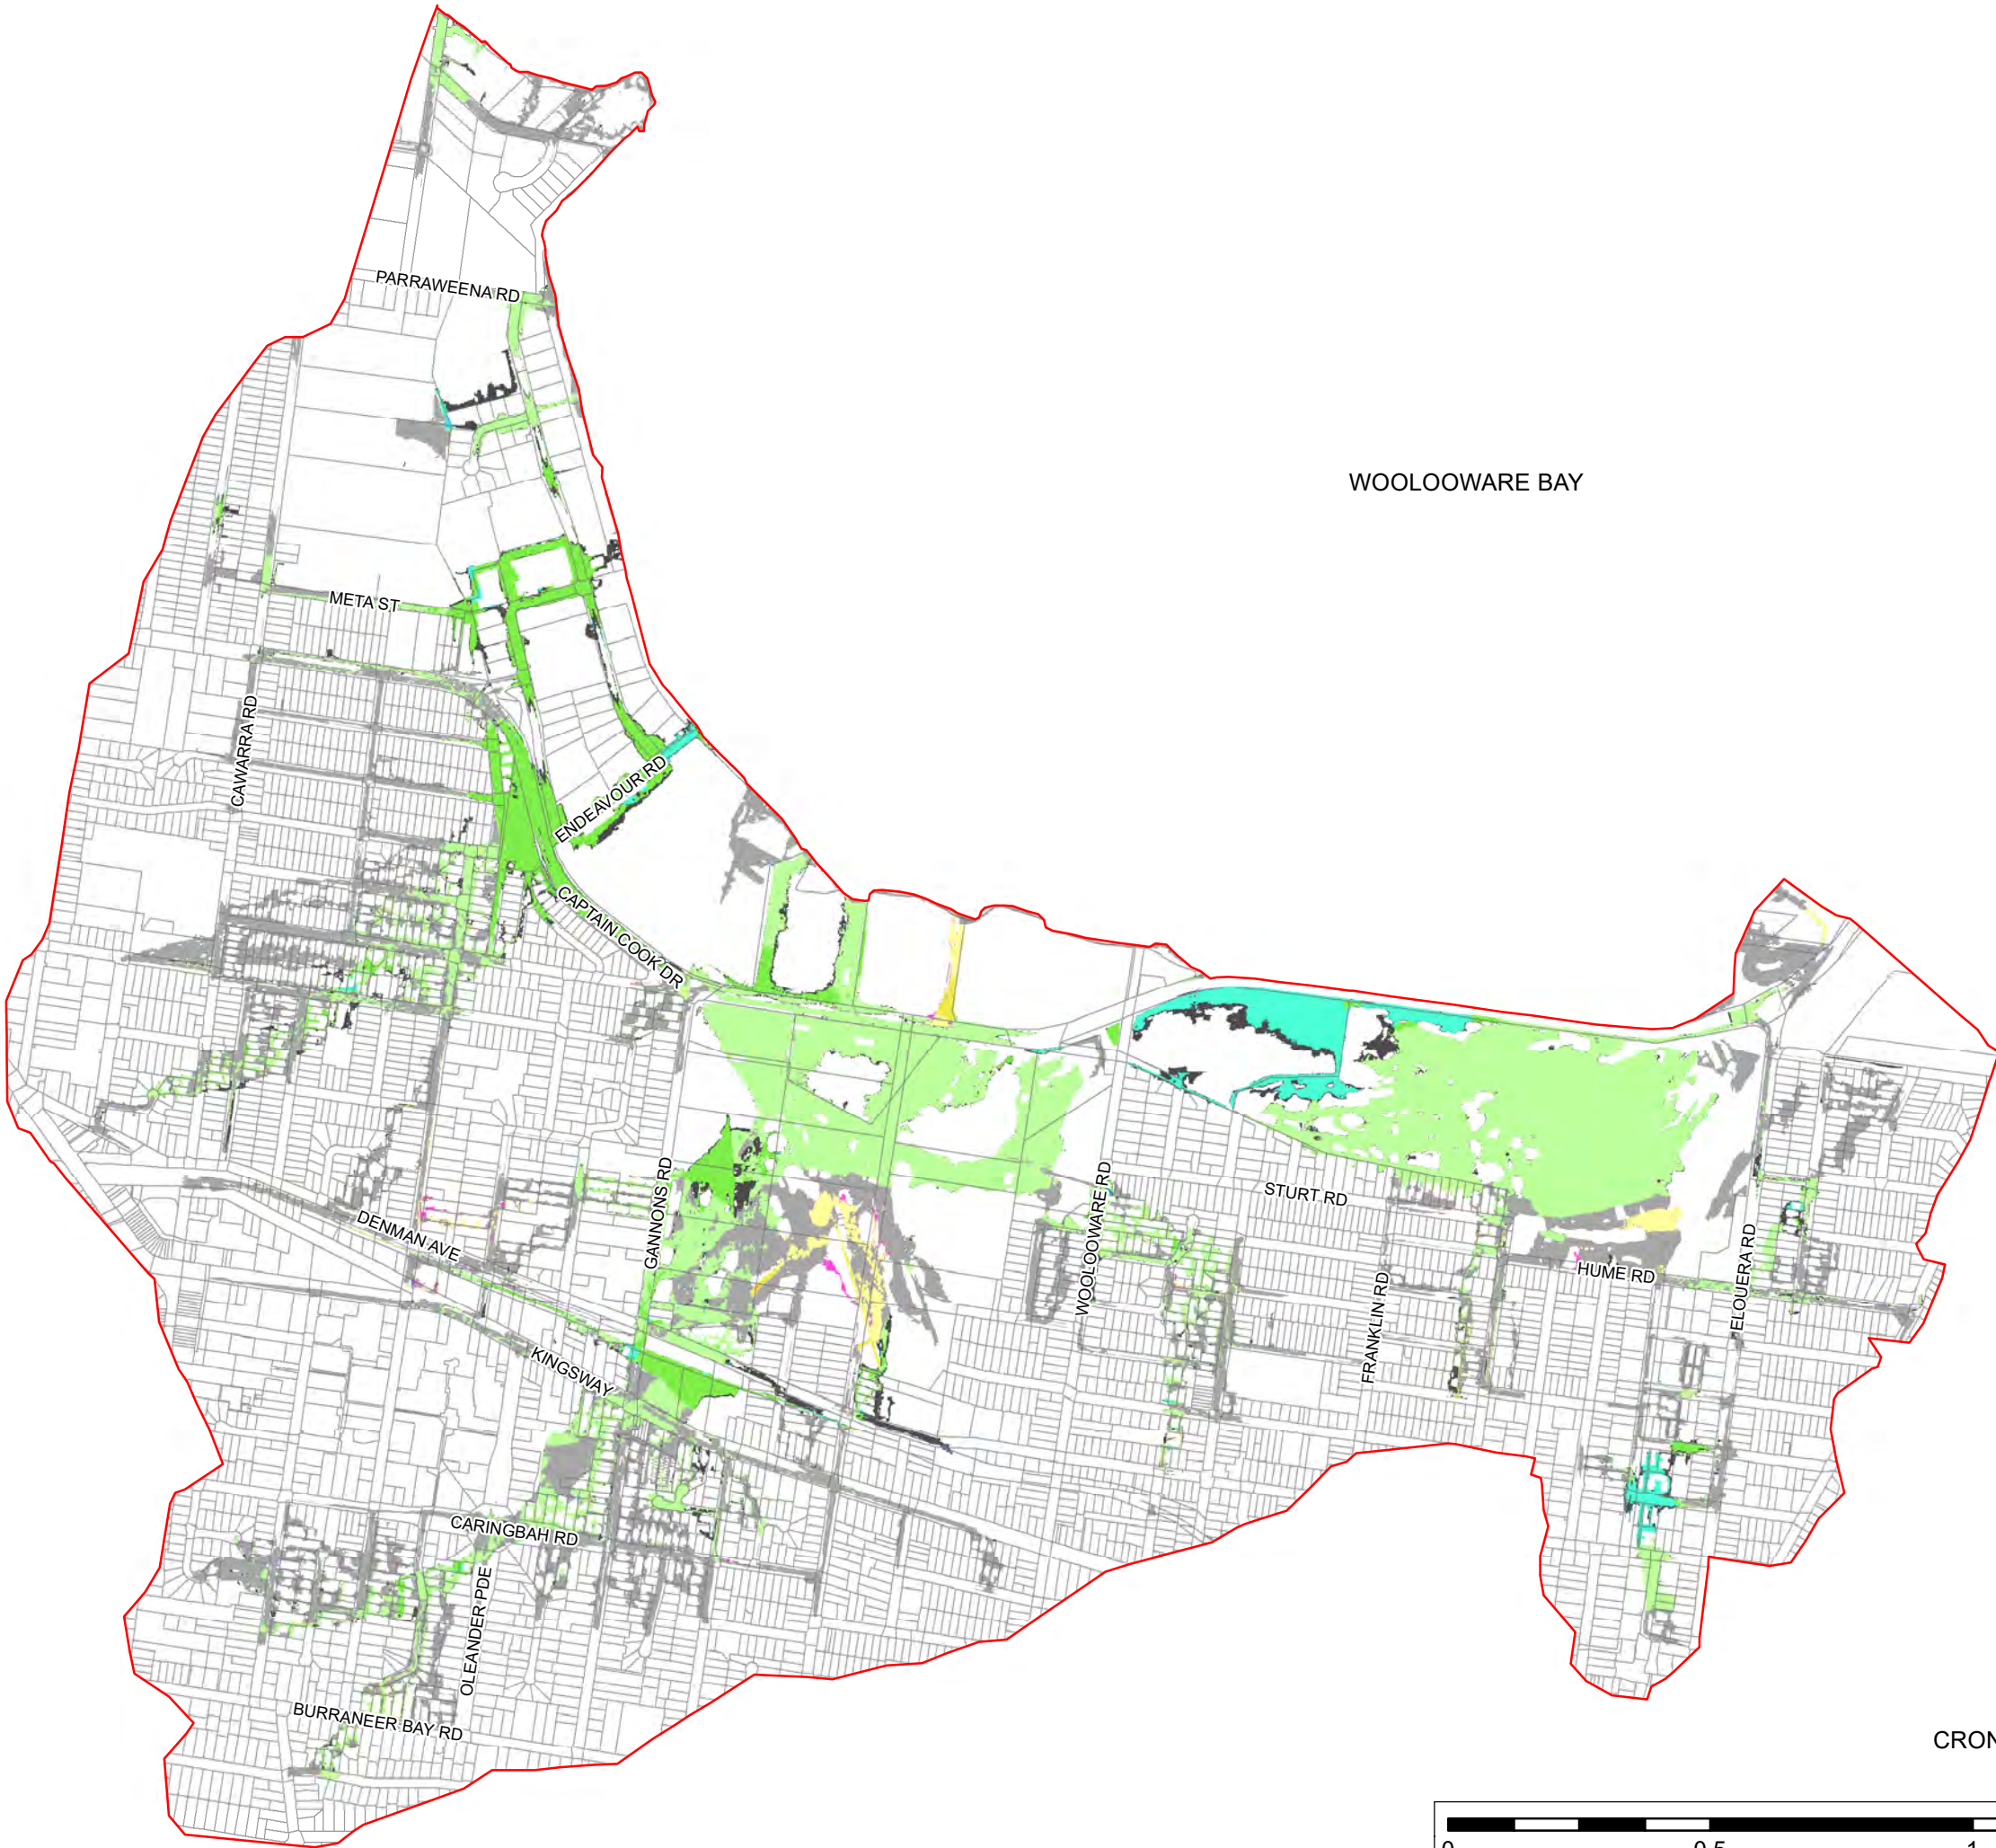 PARRAWEENA RD
WOOLOOWARE BAY
META ST
CAWARRA RD
ENDEAVOUR RD
CAPTAIN COOK DR
GANNONS RD
WOOLOOWARE RD
STURT RD
DENMAN AVE
HUME RD
ELOUERA RD
FRANKLIN RD
KINGSWAY
CARINGBAH RD
OLEANDER PDE
BURRANEER BAY RD
CRON
0 0.5 1